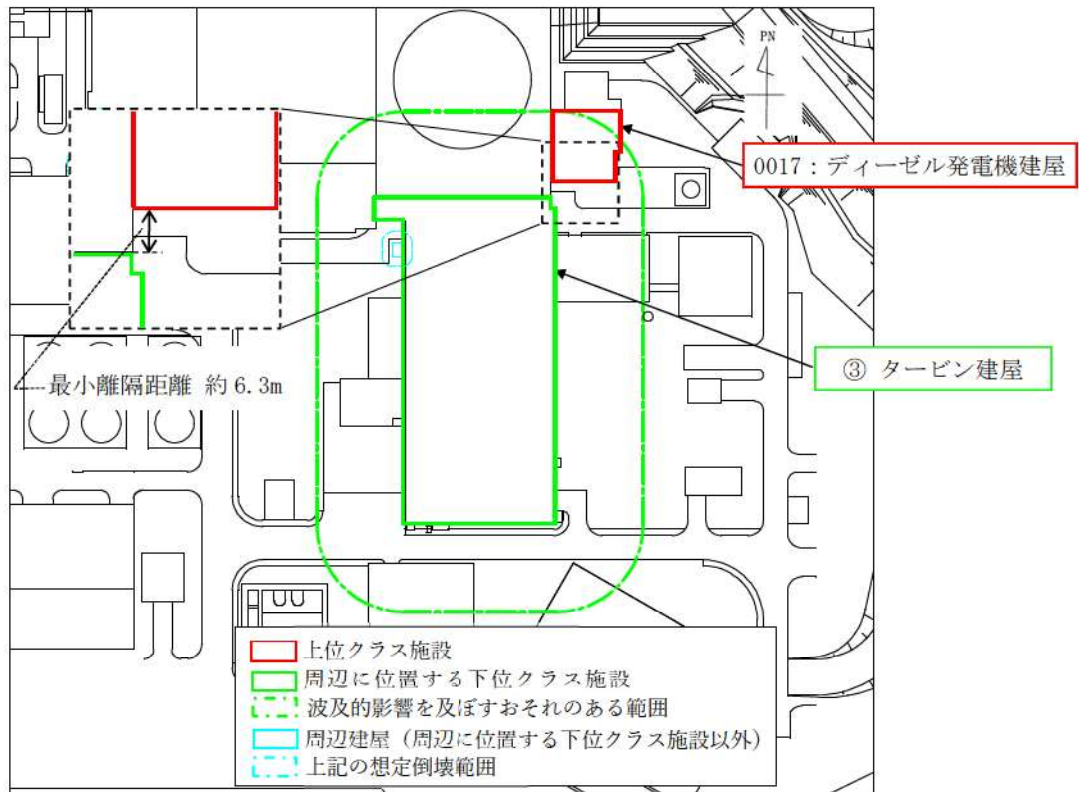 PN
0017：ディーゼル発電機建屋
③ タービン建屋
最小離隔距離 約 6.3m
上位クラス施設
周辺に位置する下位クラス施設
波及的影響を及ぼすおそれのある範囲
周辺建屋（周辺に位置する下位クラス施設以外）
上記の想定倒壊範囲